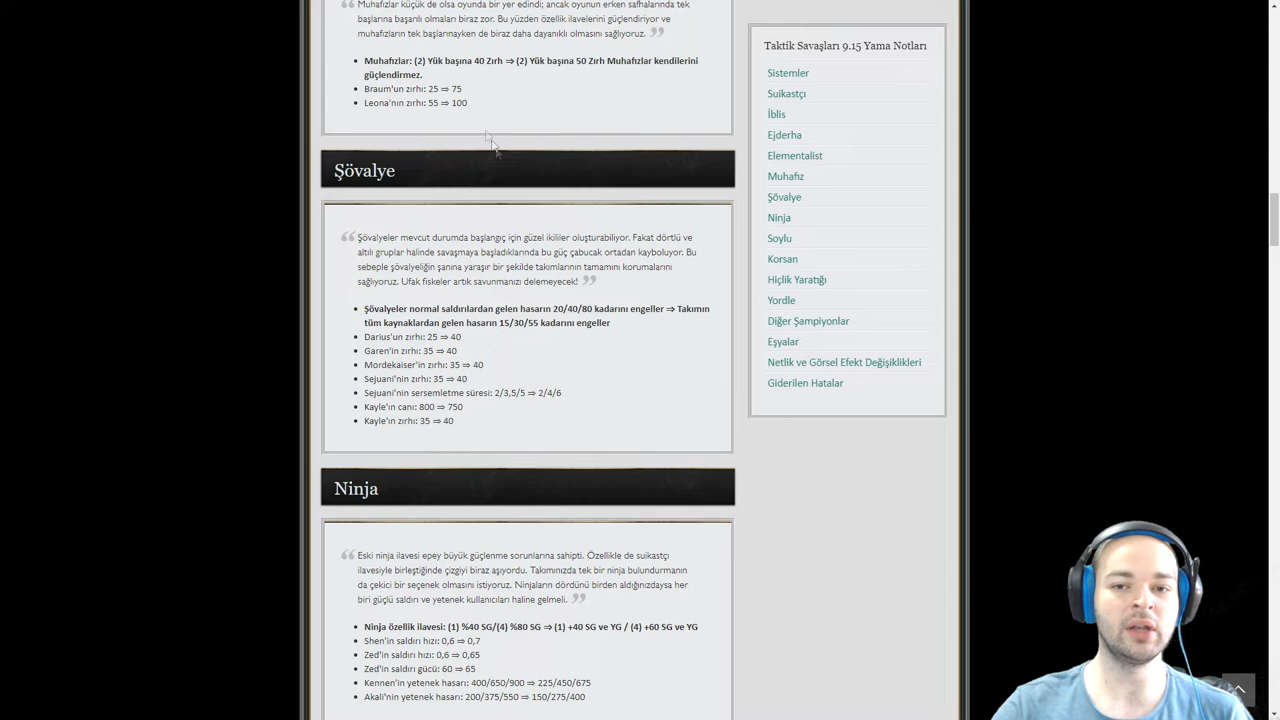 Muhafızlar küçük de olsa oyunda bir yer edindi; ancak oyunun erken safhalarında tek
başlarına başarılı olmaları biraz zor. Bu yüzden özellik ilavelerini güçlendiriyor ve
muhafızların tek başlarınayken de biraz daha dayanıklı olmasını sağlıyoruz.
Muhafızlar: (2) Yük başına 40 Zırh ⇒ (2) Yük başına 50 Zırh Muhafızlar kendilerini
güçlendirmez.
Braum'un zırhı: 25 ⇒ 75
Leona'nın zırhı: 55 ⇒ 100
Şövalye
Şövalyeler mevcut durumda başlangıç için güzel ikililer oluşturabiliyor. Fakat dörtlü ve
altılı gruplar halinde savaşmaya başladıklarında bu güç çabucak ortadan kayboluyor. Bu
sebeple şövalyeliğin şanına yaraşır bir şekilde takımlarının tamamını korumalarını
sağlıyoruz. Ufak fiskeler artık savunmanızı delemeyecek!
Şövalyeler normal saldırılardan gelen hasarın 20/40/80 kadarını engeller ⇒ Takımın
tüm kaynaklardan gelen hasarın 15/30/55 kadarını engeller
Darius'un zırhı: 25 ⇒ 40
Garen'in zırhı: 35 ⇒ 40
Mordekaiser'in zırhı: 35 ⇒ 40
Sejuani'nin zırhı: 35 ⇒ 40
Sejuani'nin sersemletme süresi: 2/3,5/5 ⇒ 2/4/6
Kayle'ın canı: 800 ⇒ 750
Kayle'ın zırhı: 35 ⇒ 40
Ninja
Eski ninja ilavesi epey büyük güçlenme sorunlarına sahipti. Özellikle de suikastçı
ilavesiyle birleştiğinde çizgiyi biraz aşıyordu. Takımınızda tek bir ninja bulundurmanın
da çekici bir seçenek olmasını istiyoruz. Ninjaların dördünü birden aldığınızdaysa her
biri güçlü saldırı ve yetenek kullanıcıları haline gelmeli.
Ninja özellik ilavesi: (1) %40 SG/(4) %80 SG ⇒ (1) +40 SG ve YG / (4) +60 SG ve YG
Shen'in saldırı hızı: 0,6 ⇒ 0,7
Zed'in saldırı hızı: 0,6 ⇒ 0,65
Zed'in saldırı gücü: 60 ⇒ 65
Kennen'in yetenek hasarı: 400/650/900 ⇒ 225/450/675
Akali'nin yetenek hasarı: 200/375/550 ⇒ 150/275/400
Taktik Savaşları 9.15 Yama Notları
Sistemler
Suikastçı
İblis
Ejderha
Elementalist
Muhafız
Şövalye
Ninja
Soylu
Korsan
Hiçlik Yaratığı
Yordle
Diğer Şampiyonlar
Eşyalar
Netlik ve Görsel Efekt Değişiklikleri
Giderilen Hatalar